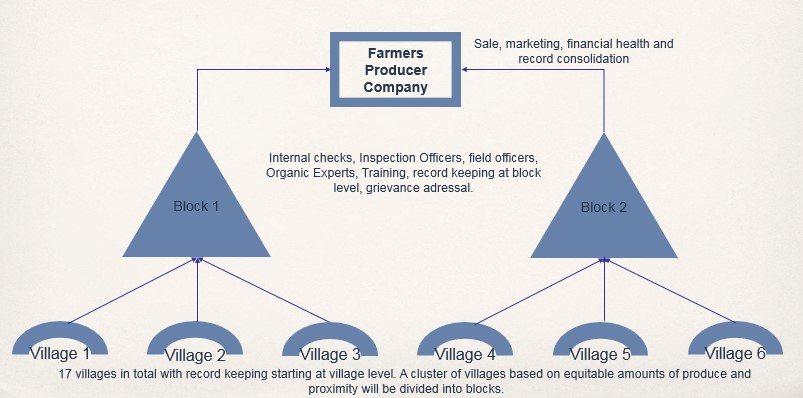 Farmers
Producer
Company
Sale, marketing, financial health and
record consolidation
Internal checks, Inspection Officers, field officers,
Organic Experts, Training, record keeping at block
level, grievance adressal.
Block 1
Block 2
Village 1
Village 2
Village 3
Village 4
Village 5
Village 6
17 villages in total with record keeping starting at village level. A cluster of villages based on equitable amounts of produce and
proximity will be divided into blocks.